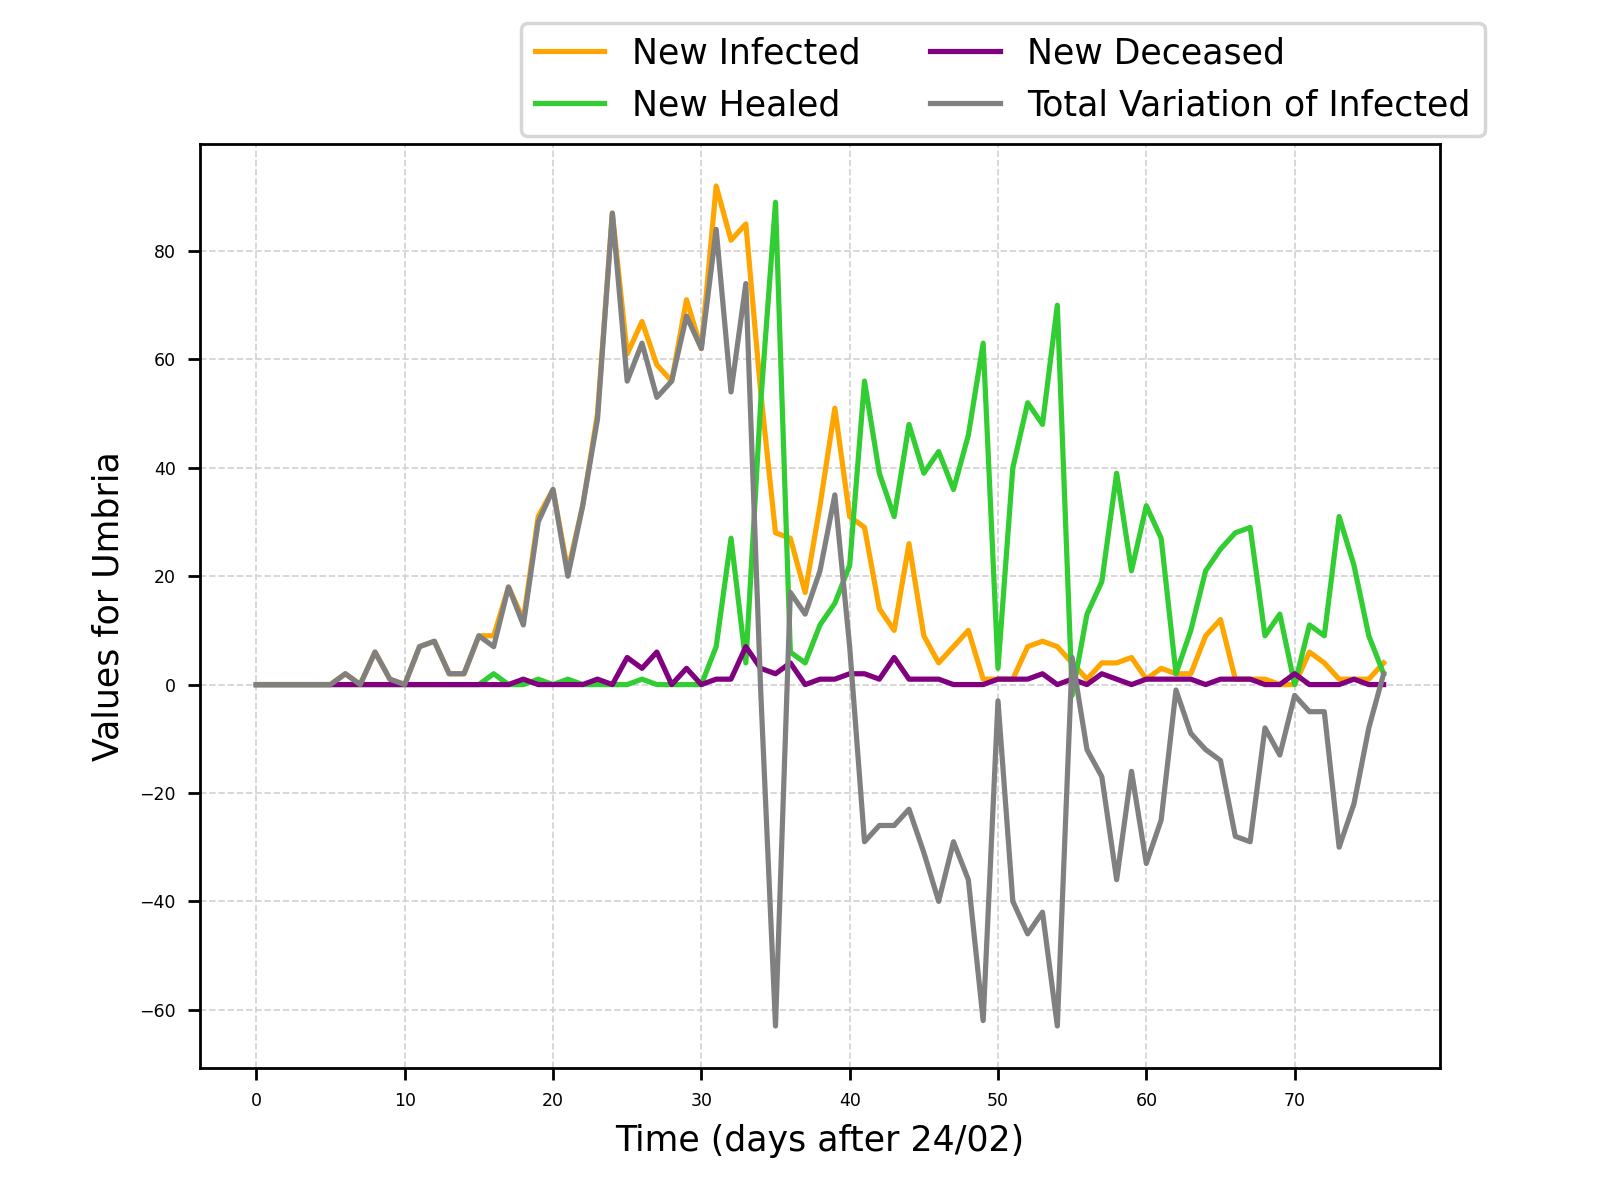 New Infected
New Healed
New Deceased
Total Variation of Infected
Values for Umbria
80
60
40
20
0
−20
−40
−60
0 10 20 30 40 50 60 70
Time (days after 24/02)